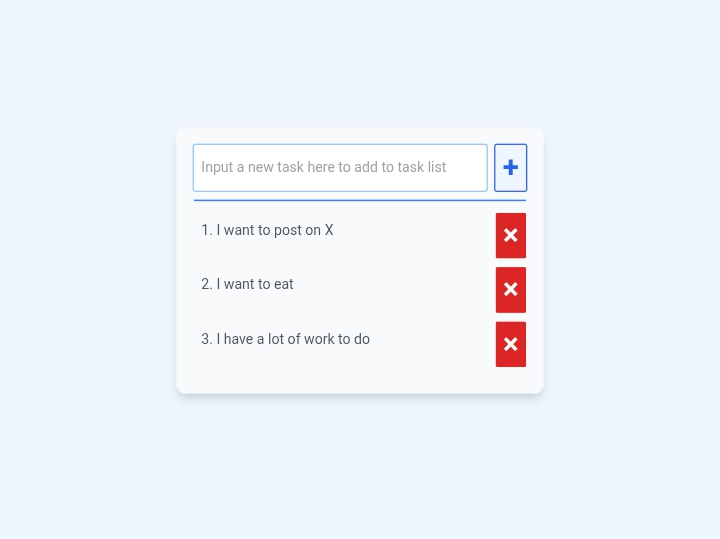 Input a new task here to add to task list
1. I want to post on X
2. I want to eat
3. I have a lot of work to do